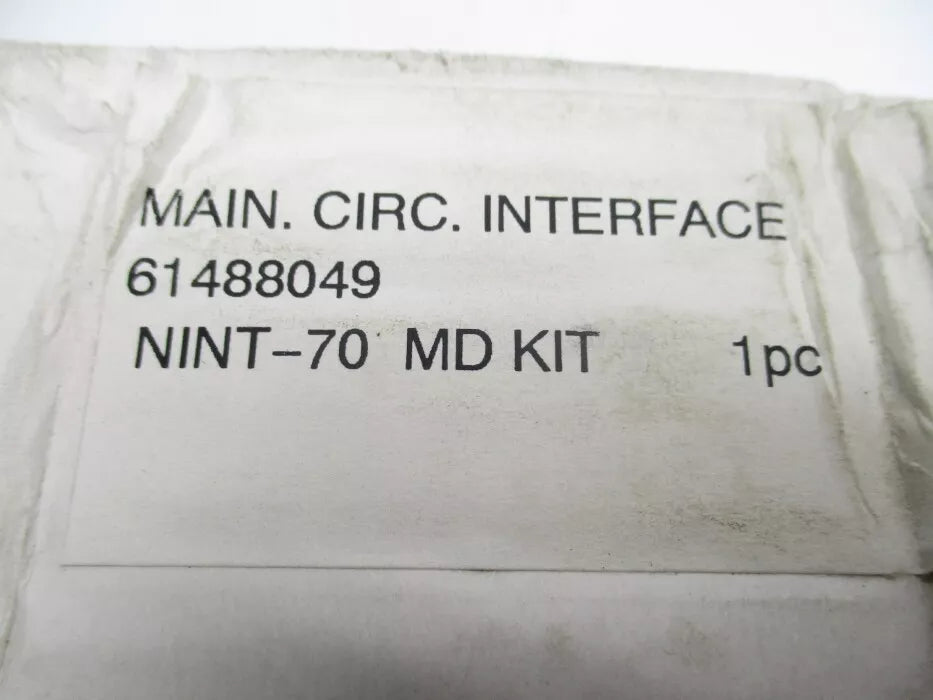 MAIN. CIRC. INTERFACE
61488049
NINT-70 MD KIT 1pc